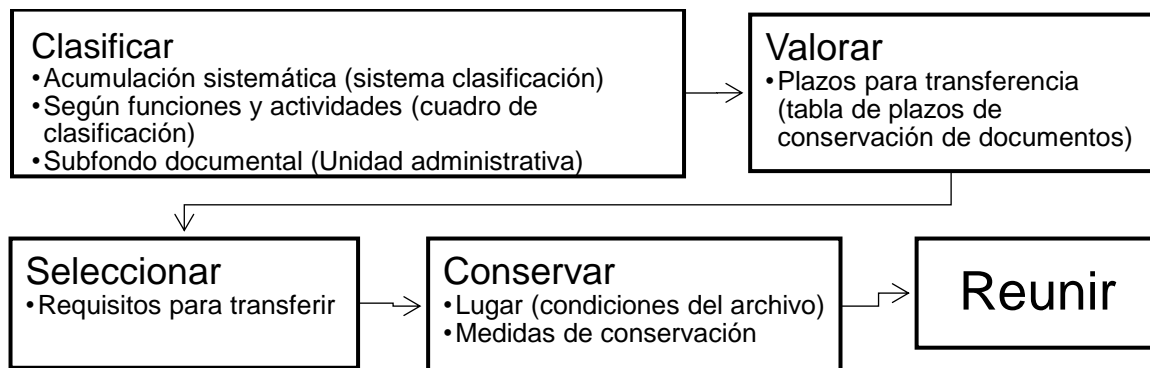 Clasificar
•Acumulación sistemática (sistema clasificación)
•Según funciones y actividades (cuadro de
clasificación)
•Subfondo documental (Unidad administrativa)
Valorar
•Plazos para transferencia
(tabla de plazos de
conservación de documentos)
Seleccionar
•Requisitos para transferir
Conservar
•Lugar (condiciones del archivo)
•Medidas de conservación
Reunir